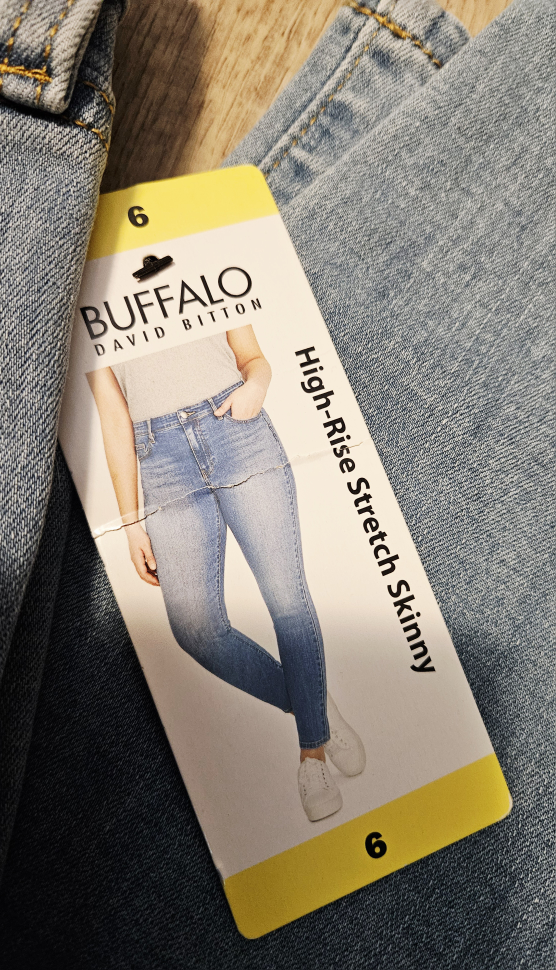 6
BUFFALO
DAVID BITTON
High-Rise Stretch Skinny
6